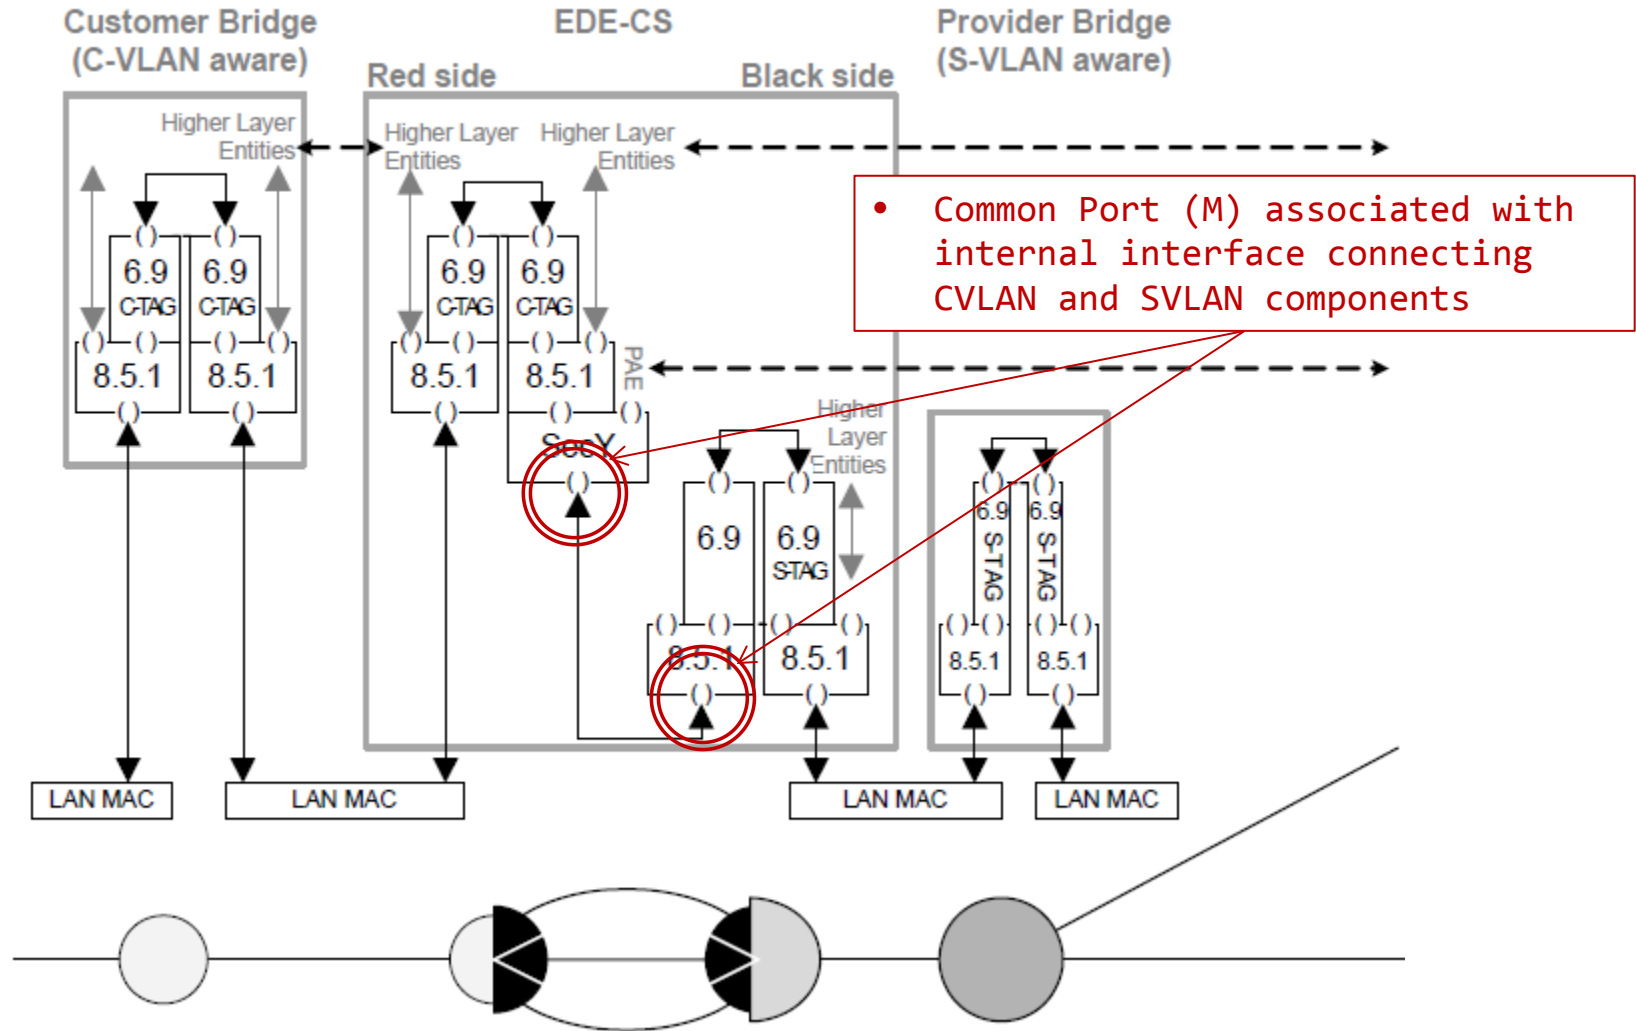 Customer Bridge
(C-VLAN aware)
EDE-CS
Provider Bridge
(S-VLAN aware)
Red side
Black side
Higher Layer
Entities
Higher Layer
Entities
Higher Layer
Entities
• Common Port (M) associated with
internal interface connecting
CVLAN and SVLAN components
( ) ( )
6.9 6.9
C-TAG C-TAG
( ) ( ) ( ) ( )
8.5.1 8.5.1
( ) ( )
( ) ( )
6.9 6.9
C-TAG C-TAG
( ) ( ) ( ) ( )
8.5.1 8.5.1
PAE
( ) ( ) ( )
SecY
( )
Higher
Layer
Entities
( ) ( )
6.9 6.9
S-TAG
( ) ( ) ( ) ( )
8.5.1 8.5.1
( ) ( )
( ) ( )
6.9 6.9
S-TAG S-TAG
( ) ( ) ( ) ( )
8.5.1 8.5.1
( ) ( )
LAN MAC
LAN MAC
LAN MAC
LAN MAC